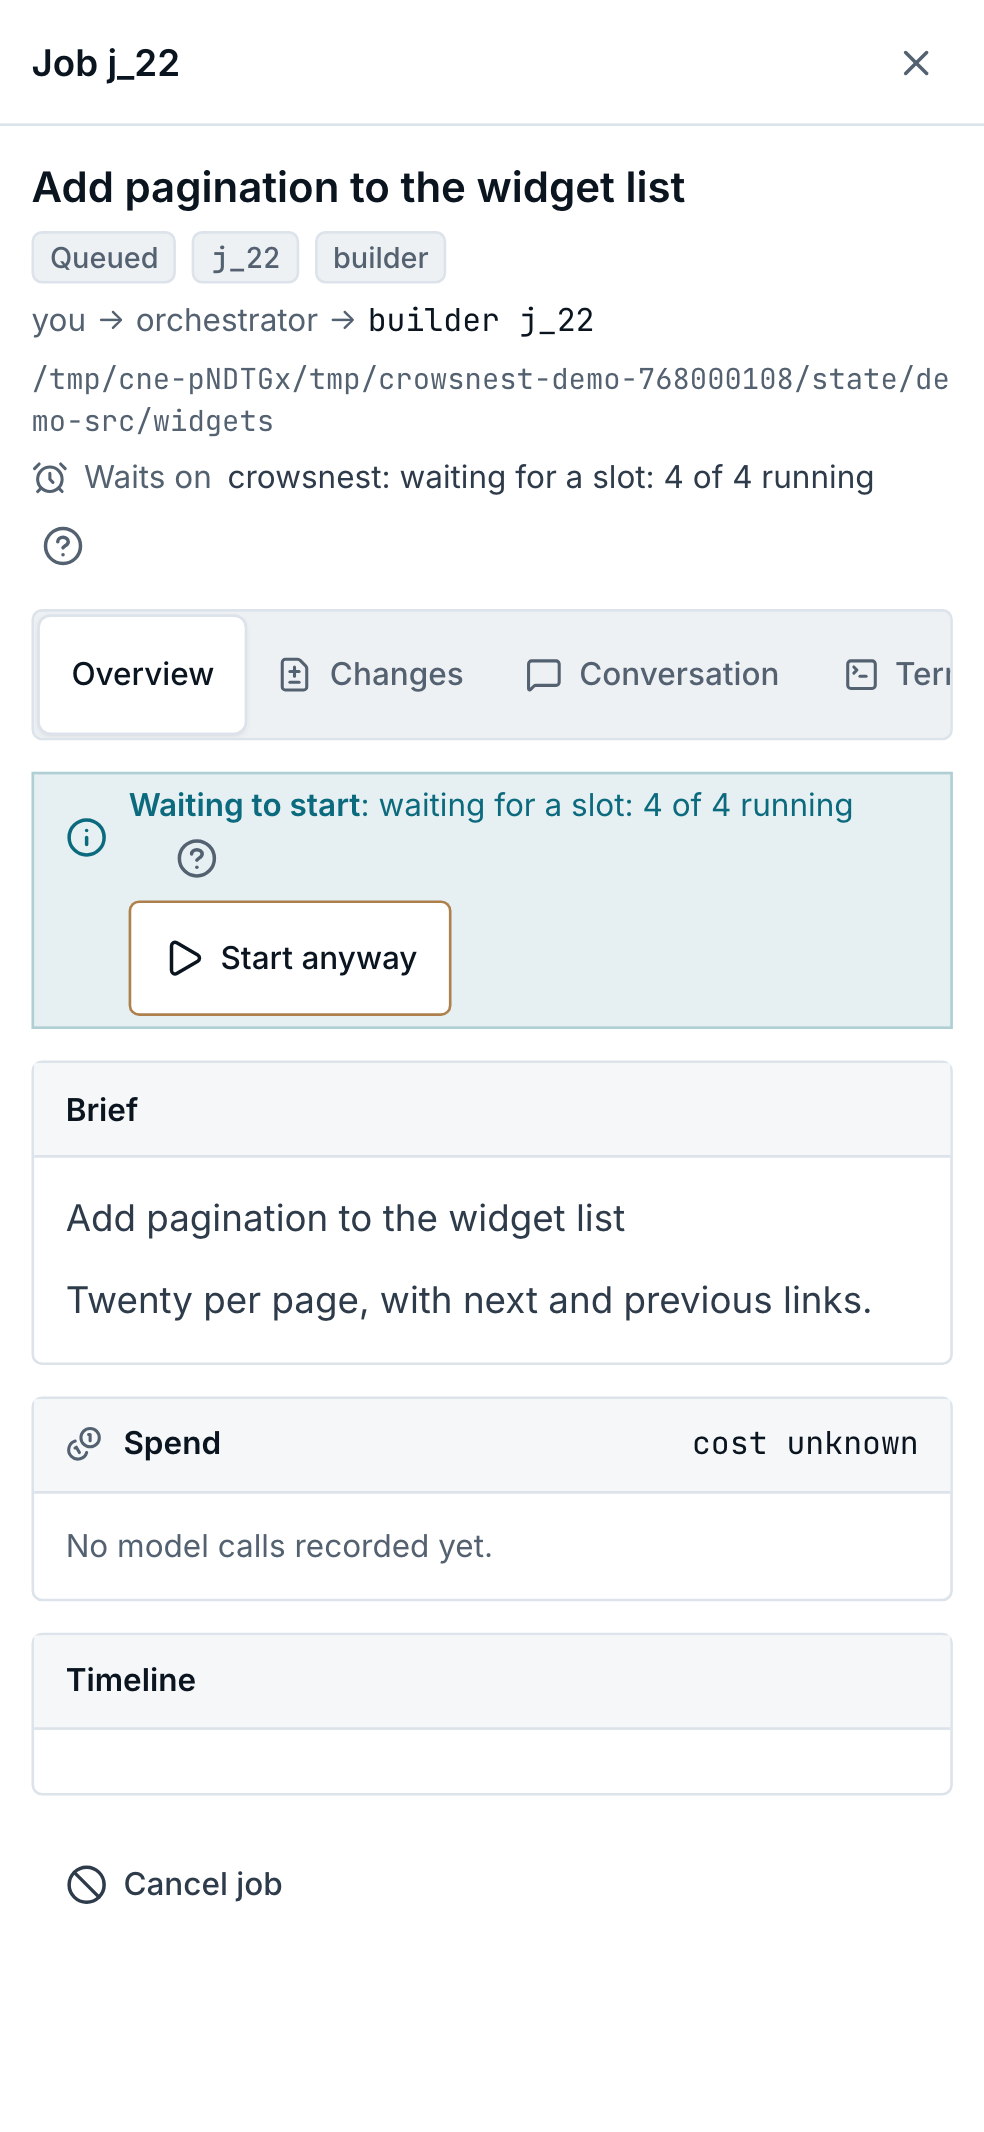 Job j_22
Add pagination to the widget list
Queued j_22 builder
you → orchestrator → builder j_22
/tmp/cne-pNDTGx/tmp/crowsnest-demo-768000108/state/de
mo-src/widgets
Waits on crowsnest: waiting for a slot: 4 of 4 running
Overview Changes Conversation
Waiting to start: waiting for a slot: 4 of 4 running
Start anyway
Brief
Add pagination to the widget list
Twenty per page, with next and previous links.
Spend cost unknown
No model calls recorded yet.
Timeline
Cancel job